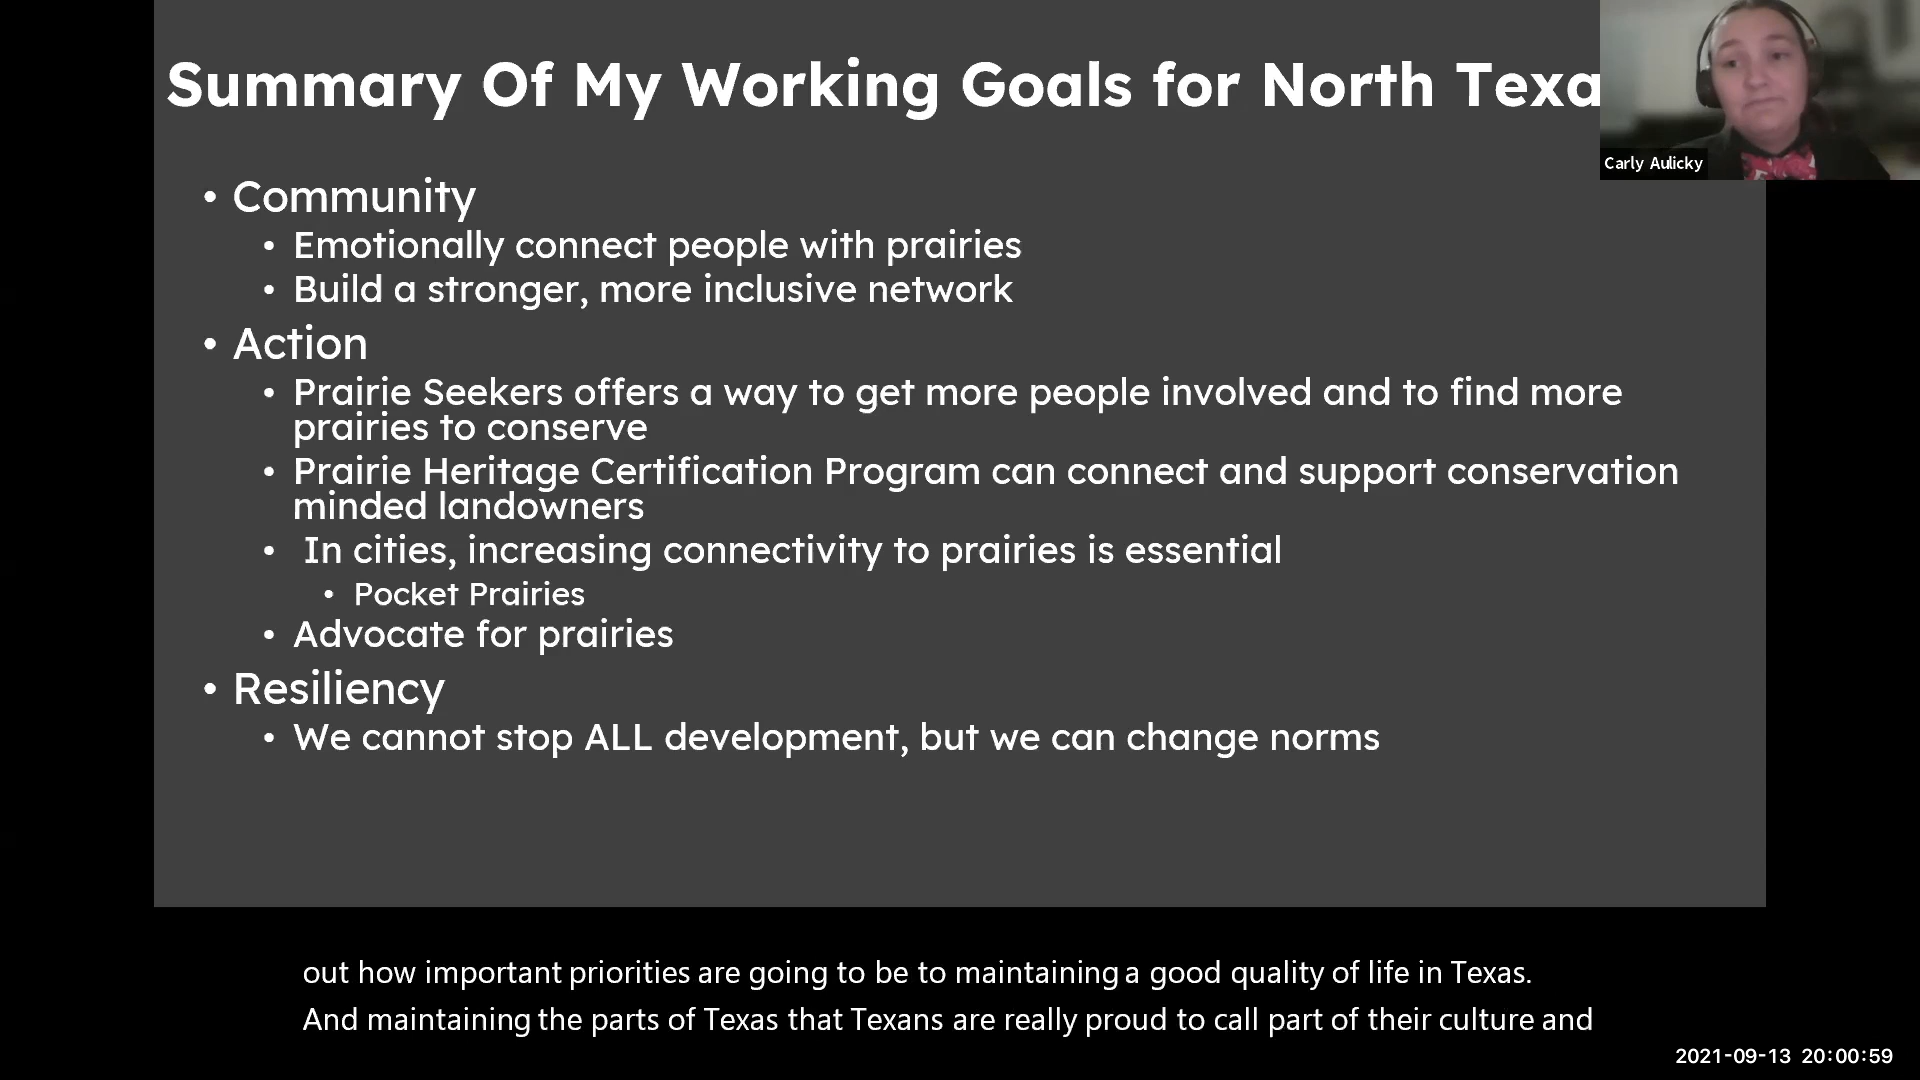 Summary Of My Working Goals for North Texa
Carly Aulicky
• Community
• Emotionally connect people with prairies
• Build a stronger, more inclusive network
• Action
• Prairie Seekers offers a way to get more people involved and to find more
prairies to conserve
• Prairie Heritage Certification Program can connect and support conservation
minded landowners
• In cities, increasing connectivity to prairies is essential
• Pocket Prairies
• Advocate for prairies
• Resiliency
• We cannot stop ALL development, but we can change norms
out how important priorities are going to be to maintaining a good quality of life in Texas.
And maintaining the parts of Texas that Texans are really proud to call part of their culture and
2021-09-13 20:00:59